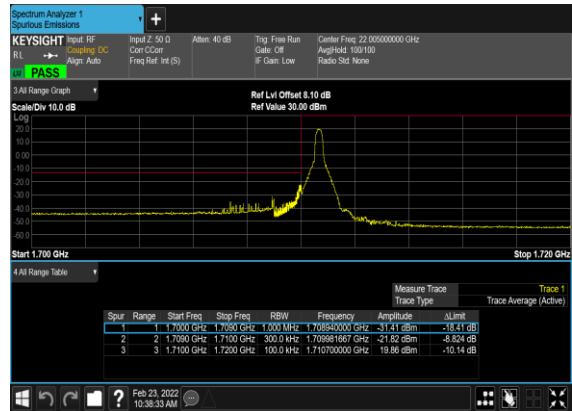 Spectrum Analyzer 1
Spurious Emissions
+
KEYSIGHT Input: RF Input Z: 50 Ω Atten: 40 dB Trig: Free Run Center Freq: 22.005000000 GHz
RL Coupling: DC Corr CCorr Gate: Off Avg|Hold: 100/100
Align: Auto Freq Ref: Int (S) IF Gain: Low Radio Std: None
PASS
3 All Range Graph
Ref Lvl Offset 8.10 dB
Scale/Div 10.0 dB Ref Value 30.00 dBm
Log
20.0
10.0
0.00
-10.0
-20.0
-30.0
-40.0
-50.0
-60.0
Start 1.700 GHz Stop 1.720 GHz
4 All Range Table
Measure Trace Trace 1
Trace Type Trace Average (Active)
Spur Range Start Freq Stop Freq RBW Frequency Amplitude ΔLimit
1 1 1.7000 GHz 1.7090 GHz 1.000 MHz 1.708940000 GHz -31.41 dBm -18.41 dB
2 2 1.7090 GHz 1.7100 GHz 300.0 kHz 1.709981667 GHz -21.82 dBm -8.824 dB
3 3 1.7100 GHz 1.7200 GHz 100.0 kHz 1.710700000 GHz 19.86 dBm -10.14 dB
? Feb 23, 2022
10:38:33 AM